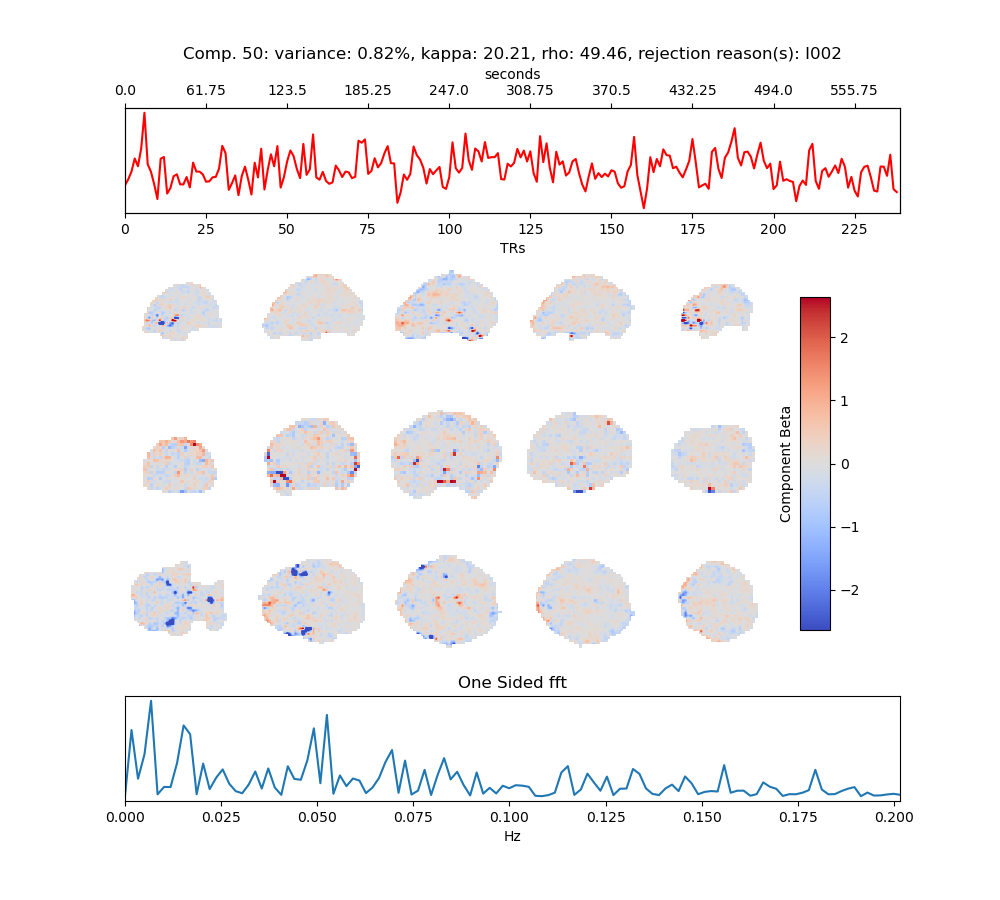 Comp. 50: variance: 0.82%, kappa: 20.21, rho: 49.46, rejection reason(s): I002
seconds
0.0 61.75 123.5 185.25 247.0 308.75 370.5 432.25 494.0 555.75
0 25 50 75 100 125 150 175 200 225
TRs
2
1
0
−1
−2
Component Beta
One Sided fft
0.000 0.025 0.050 0.075 0.100 0.125 0.150 0.175 0.200
Hz